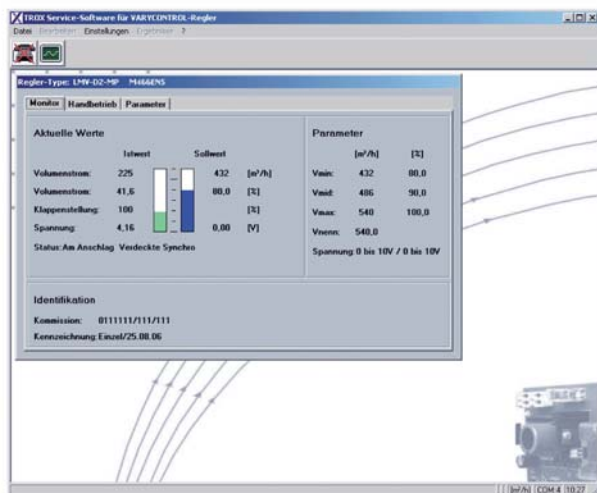 TROX Service-Software für VARYCONTROL-Regler
Datei Bearbeiten Einstellungen Ergebnisse ?
Regler-Type: LMV-D2-MP M466ENS
Monitor Handbetrieb Parameter
Aktuelle Werte
Istwert Sollwert
Volumenstrom: 225 432 [m³/h]
Volumenstrom: 41,6 80,0 [%]
Klappenstellung: 100 [%]
Spannung: 4,16 0,00 [V]
Status: Am Anschlag Verdeckte Synchro
Parameter
[m³/h] [%]
Vmin: 432 80,0
Vmid: 486 90,0
Vmax: 540 100,0
Vnenn: 540,0
Spannung: 0 bis 10V / 0 bis 10V
Identifikation
Kommission: 0111111/111/111
Kennzeichnung: Einzel/25.08.06
[m³/h] COM 4 10:27